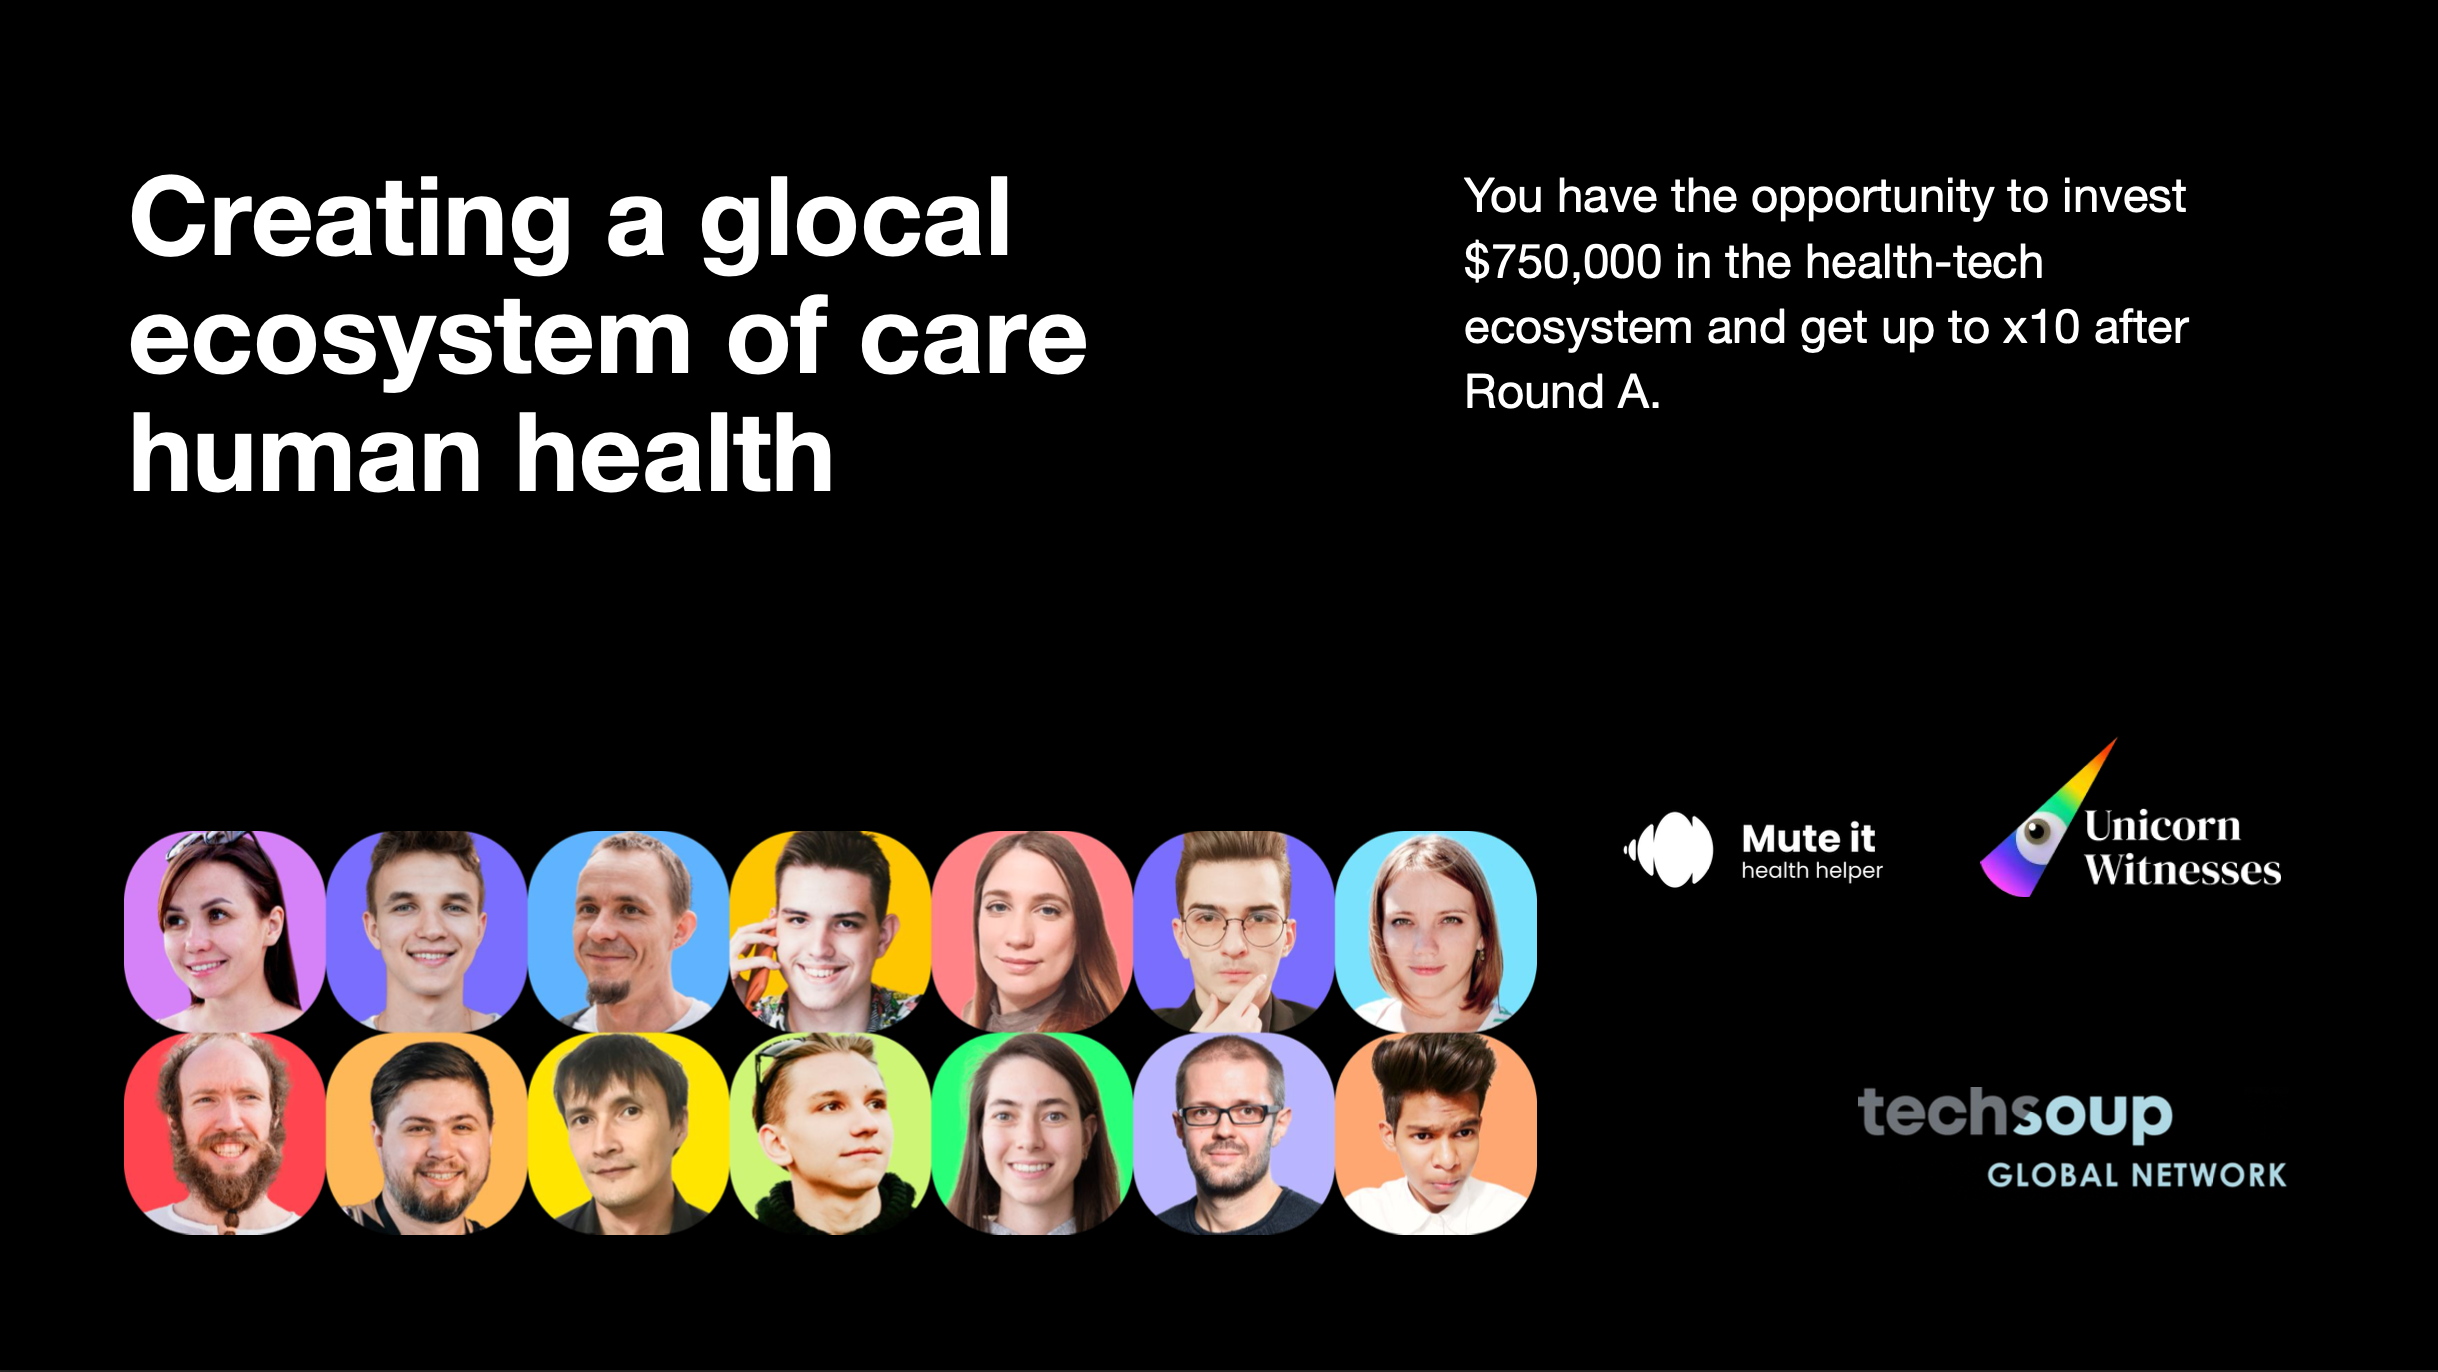 Creating a glocal
ecosystem of care
human health
You have the opportunity to invest
$750,000 in the health-tech
ecosystem and get up to x10 after
Round A.
Mute it
health helper
Unicorn
Witnesses
techsoup
GLOBAL NETWORK